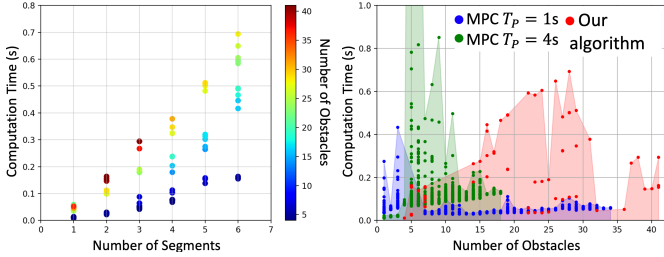 Computation Time (s)
0.8
0.7
0.6
0.5
0.4
0.3
0.2
0.1
0.0
0 1 2 3 4 5 6 7
Number of Segments
40
35
30
25
20
15
10
5
Number of Obstacles
Computation Time (s)
1.0
0.8
0.6
0.4
0.2
0.0
0 5 10 15 20 25 30 35 40
Number of Obstacles
MPC T_P = 1s Our
MPC T_P = 4s algorithm